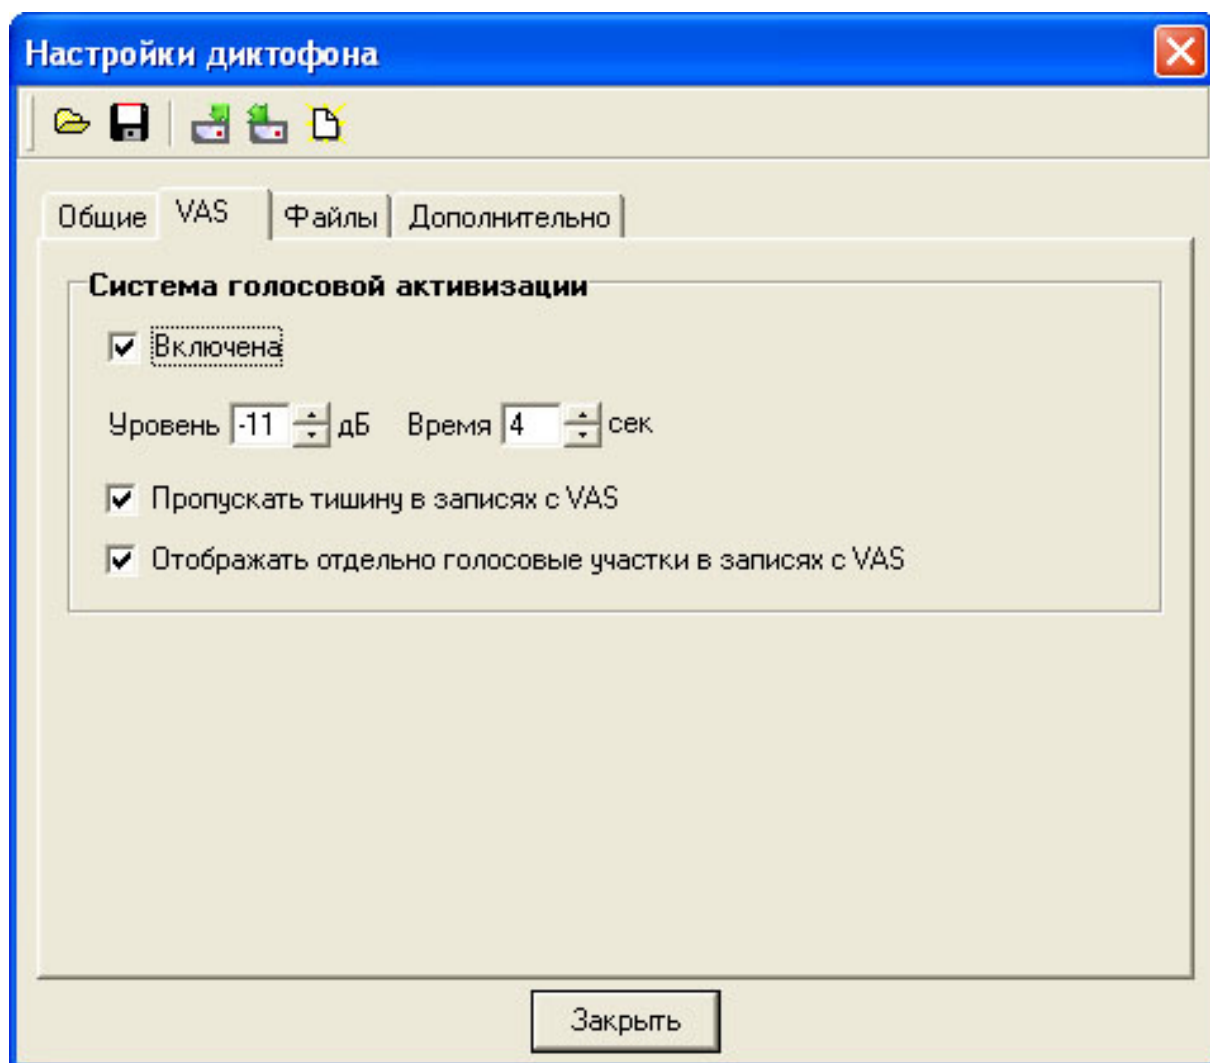 Настройки диктофона
Общие VAS Файлы Дополнительно
Система голосовой активизации
Включена
Уровень -11 дБ Время 4 сек
Пропускать тишину в записях с VAS
Отображать отдельно голосовые участки в записях с VAS
Закрыть